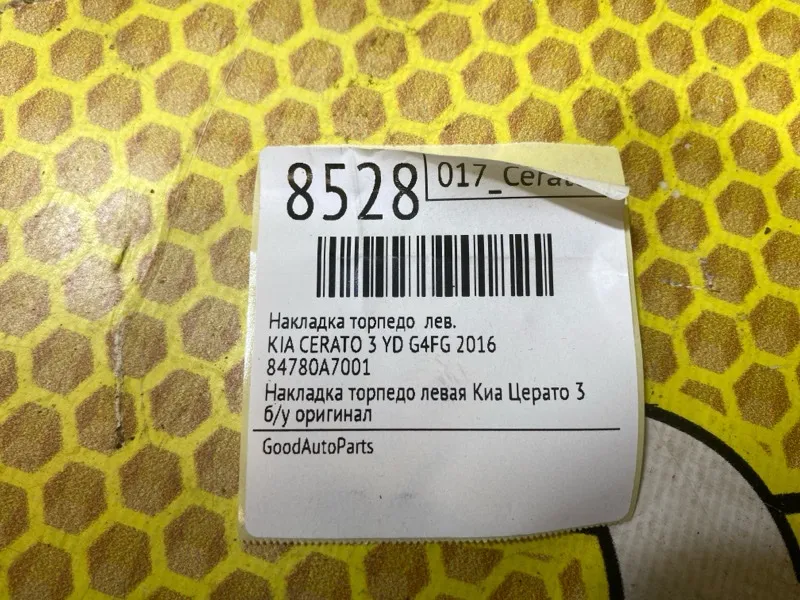 8528
017_Cerato
Накладка торпедо лев.
KIA CERATO 3 YD G4FG 2016
84780A7001
Накладка торпедо левая Киа Церато 3
б/у оригинал
GoodAutoParts